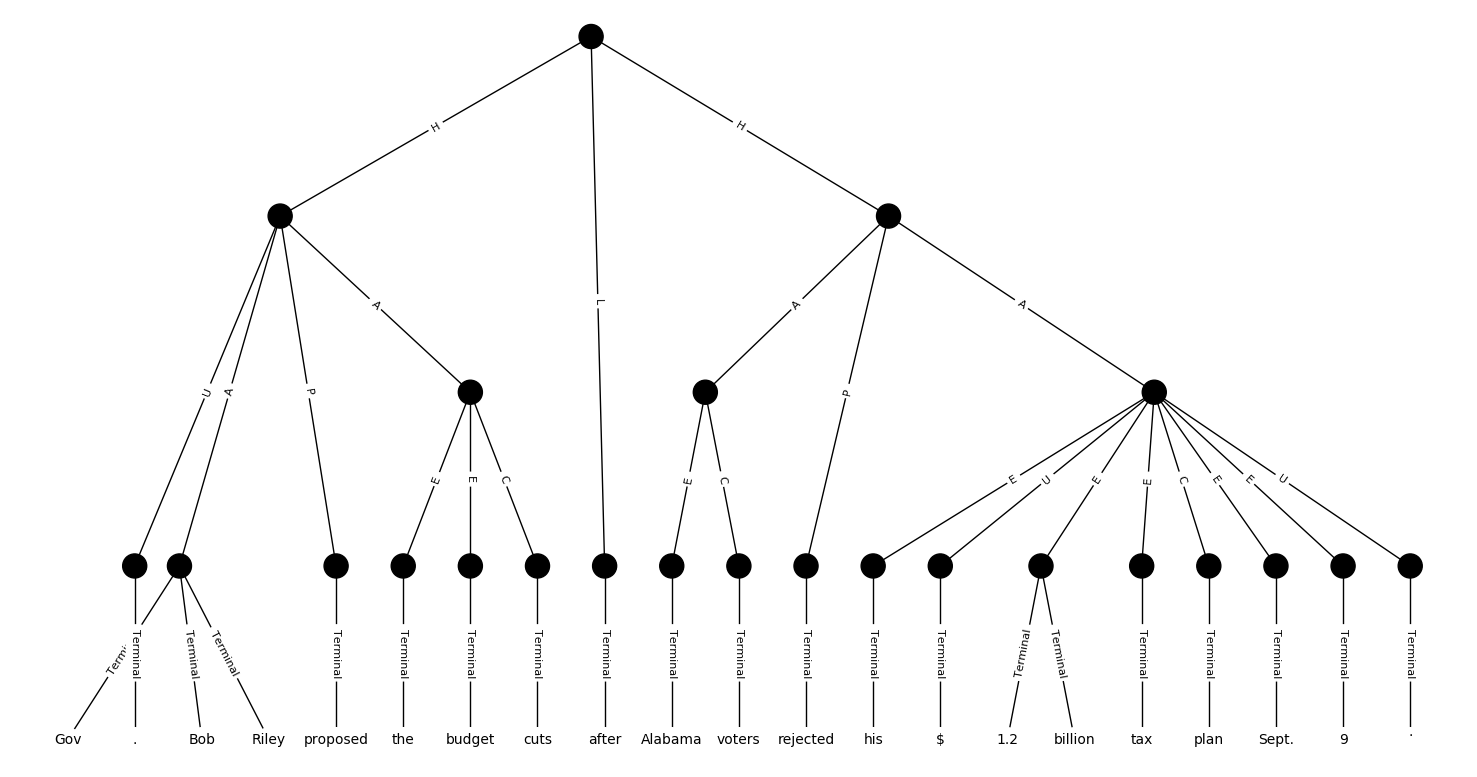 H H
L
A A A
U A P P
E E C E C E U E E C E E U
Terminal Terminal Terminal Terminal Terminal Terminal Terminal Terminal Terminal Terminal Terminal Terminal Terminal Terminal Terminal Terminal Terminal Terminal Terminal Terminal
Gov . Bob Riley proposed the budget cuts after Alabama voters rejected his $ 1.2 billion tax plan Sept. 9 .